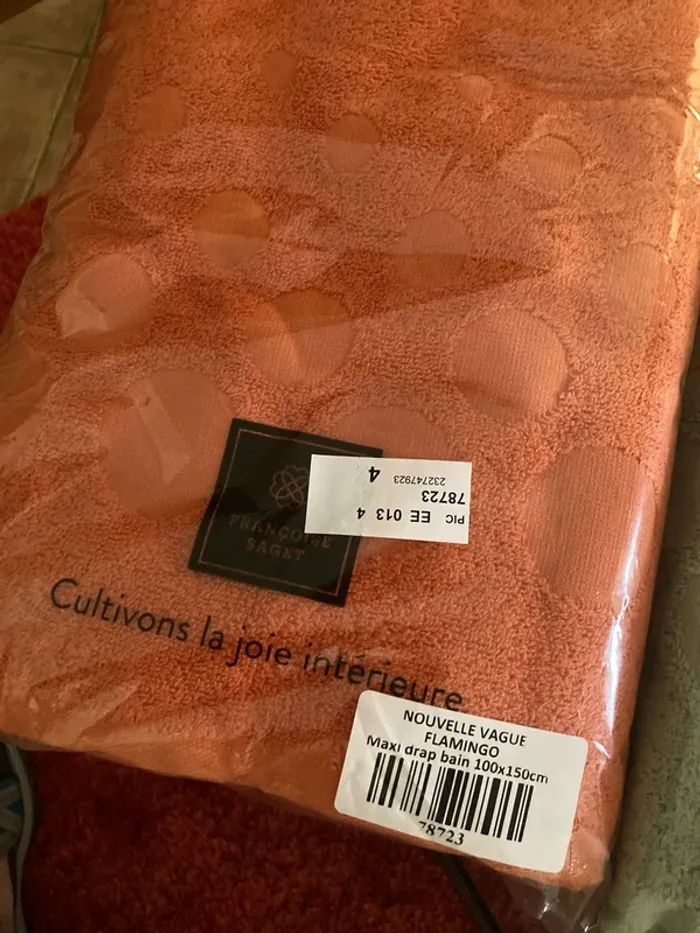 FRANÇOISE
SAGET
PIC EE 013 4
78723
232747923 4
Cultivons la joie intérieure
NOUVELLE VAGUE
FLAMINGO
Maxi drap bain 100x150cm
78723